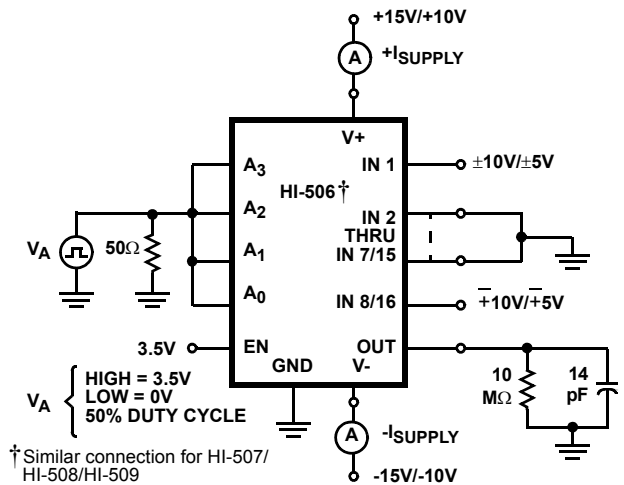 +15V/+10V
A
+ISUPPLY
V+
A3
IN 1
±10V/±5V
HI-506†
A2
IN 2
THRU
VA
50Ω
A1
IN 7/15
A0
IN 8/16
∓10V/∓5V
3.5V
EN
OUT
GND
V-
VA
HIGH = 3.5V
LOW = 0V
50% DUTY CYCLE
10
MΩ
14
pF
A
-ISUPPLY
†Similar connection for HI-507/
HI-508/HI-509
-15V/-10V